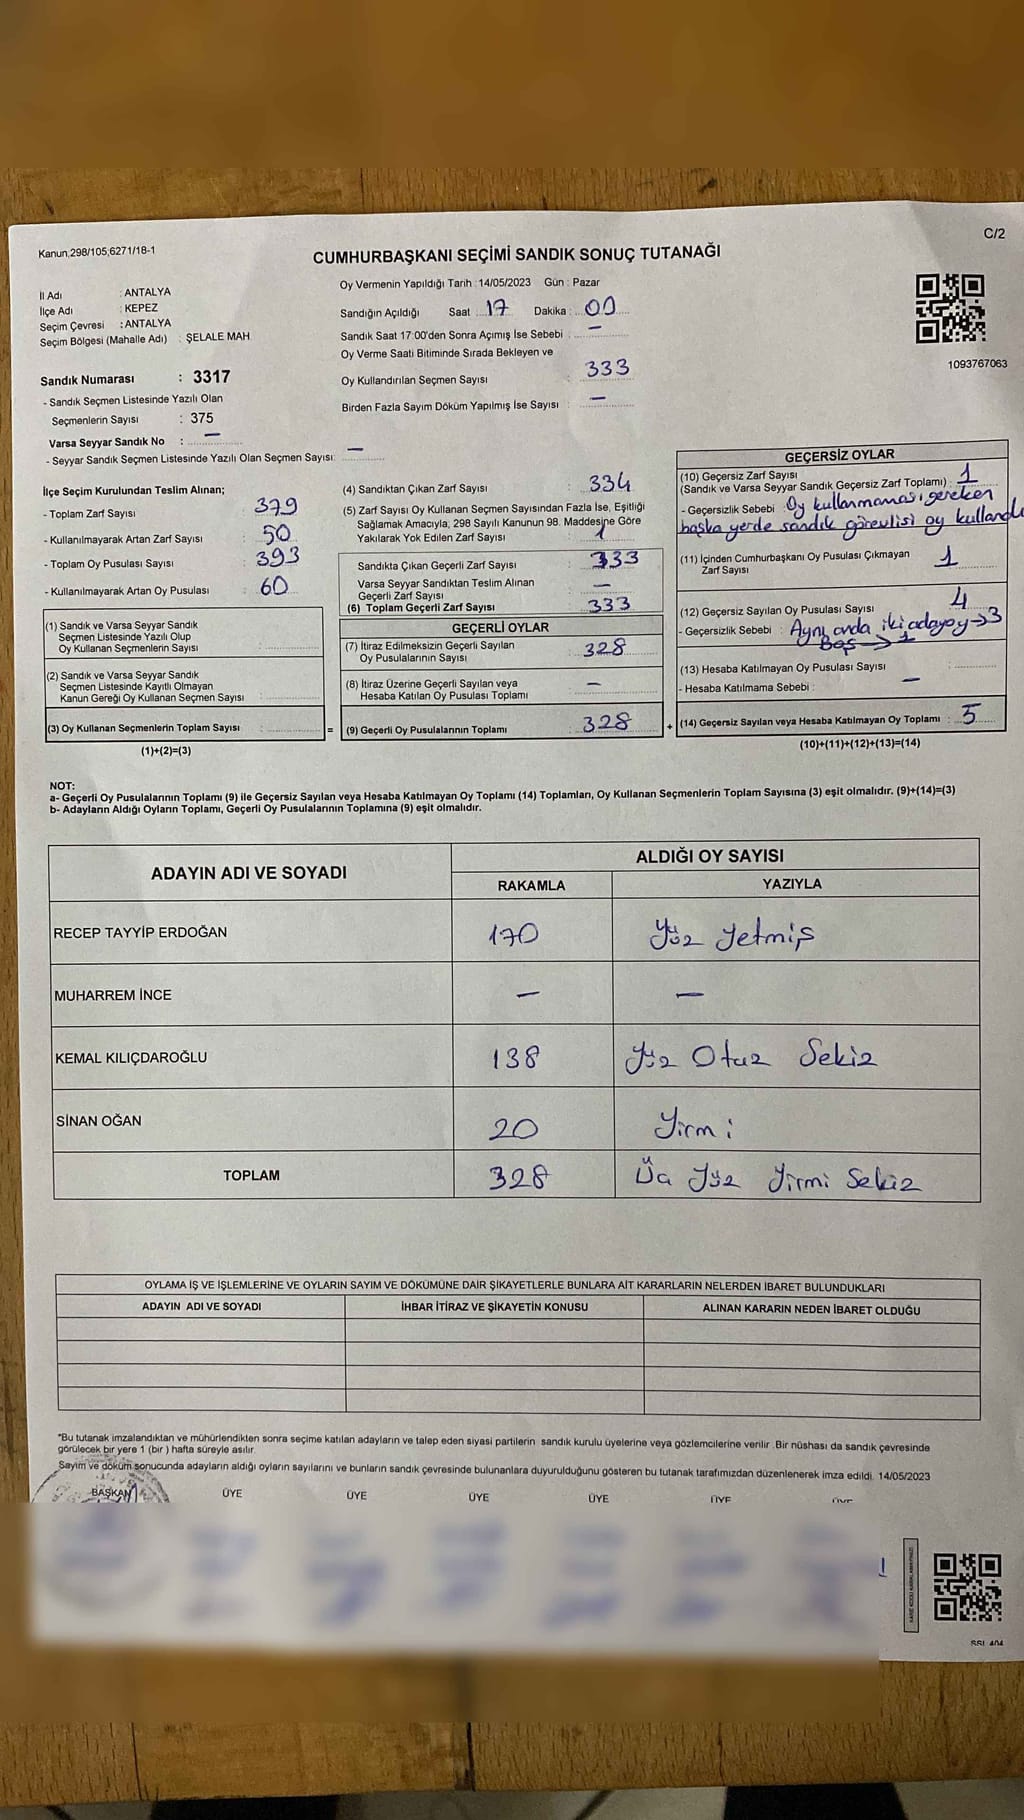 Kanun,298/105;6271/18-1
C/2
CUMHURBAŞKANI SEÇİMİ SANDIK SONUÇ TUTANAĞI
İl Adı : ANTALYA
İlçe Adı : KEPEZ
Seçim Çevresi : ANTALYA
Seçim Bölgesi (Mahalle Adı) : ŞELALE MAH
Sandık Numarası : 3317
- Sandık Seçmen Listesinde Yazılı Olan
Seçmenlerin Sayısı : 375
Varsa Seyyar Sandık No : —
- Seyyar Sandık Seçmen Listesinde Yazılı Olan Seçmen Sayısı: —
Oy Vermenin Yapıldığı Tarih : 14/05/2023 Gün : Pazar
Sandığın Açıldığı Saat : 17 Dakika : 00
Sandık Saat 17:00'den Sonra Açımış İse Sebebi : —
Oy Verme Saati Bitiminde Sırada Bekleyen ve
Oy Kullandırılan Seçmen Sayısı : 333
Birden Fazla Sayım Döküm Yapılmış İse Sayısı : —
1093767063
İlçe Seçim Kurulundan Teslim Alınan;
- Toplam Zarf Sayısı : 379
- Kullanılmayarak Artan Zarf Sayısı : 50
- Toplam Oy Pusulası Sayısı : 393
- Kullanılmayarak Artan Oy Pusulası : 60
(1) Sandık ve Varsa Seyyar Sandık
Seçmen Listesinde Yazılı Olup
Oy Kullanan Seçmenlerin Sayısı :
(2) Sandık ve Varsa Seyyar Sandık
Seçmen Listesinde Kayıtlı Olmayan
Kanun Gereği Oy Kullanan Seçmen Sayısı :
(3) Oy Kullanan Seçmenlerin Toplam Sayısı : =
(1)+(2)=(3)
(4) Sandıktan Çıkan Zarf Sayısı : 334
(5) Zarf Sayısı Oy Kullanan Seçmen Sayısından Fazla İse, Eşitliği
Sağlamak Amacıyla, 298 Sayılı Kanunun 98. Maddesine Göre
Yakılarak Yok Edilen Zarf Sayısı : 1
Sandıkta Çıkan Geçerli Zarf Sayısı : 333
Varsa Seyyar Sandıktan Teslim Alınan
Geçerli Zarf Sayısı : —
(6) Toplam Geçerli Zarf Sayısı : 333
GEÇERLİ OYLAR
(7) İtiraz Edilmeksizin Geçerli Sayılan
Oy Pusulalarının Sayısı : 328
(8) İtiraz Üzerine Geçerli Sayılan veya
Hesaba Katılan Oy Pusulası Toplamı : —
(9) Geçerli Oy Pusulalarının Toplamı : 328 +
GEÇERSİZ OYLAR
(10) Geçersiz Zarf Sayısı
(Sandık ve Varsa Seyyar Sandık Geçersiz Zarf Toplamı) : 1
- Geçersizlik Sebebi : Oy kullanmaması gereken
başka yerde sandık görevlisi oy kullandı
(11) İçinden Cumhurbaşkanı Oy Pusulası Çıkmayan
Zarf Sayısı : 1
(12) Geçersiz Sayılan Oy Pusulası Sayısı : 4
- Geçersizlik Sebebi : Aynı anda iki adaya oy → 3
Boş → 1
(13) Hesaba Katılmayan Oy Pusulası Sayısı :
- Hesaba Katılmama Sebebi : —
(14) Geçersiz Sayılan veya Hesaba Katılmayan Oy Toplamı : 5
(10)+(11)+(12)+(13)=(14)
NOT:
a- Geçerli Oy Pusulalarının Toplamı (9) ile Geçersiz Sayılan veya Hesaba Katılmayan Oy Toplamı (14) Toplamları, Oy Kullanan Seçmenlerin Toplam Sayısına (3) eşit olmalıdır. (9)+(14)=(3)
b- Adayların Aldığı Oyların Toplamı, Geçerli Oy Pusulalarının Toplamına (9) eşit olmalıdır.
ADAYIN ADI VE SOYADI
ALDIĞI OY SAYISI
RAKAMLA YAZIYLA
RECEP TAYYİP ERDOĞAN 170 Yüz Yetmiş
MUHARREM İNCE — —
KEMAL KILIÇDAROĞLU 138 Yüz Otuz Sekiz
SİNAN OĞAN 20 Yirmi
TOPLAM 328 Üç Yüz Yirmi Sekiz
OYLAMA İŞ VE İŞLEMLERİNE VE OYLARIN SAYIM VE DÖKÜMÜNE DAİR ŞİKAYETLERLE BUNLARA AİT KARARLARIN NELERDEN İBARET BULUNDUKLARI
ADAYIN ADI VE SOYADI İHBAR İTİRAZ VE ŞİKAYETİN KONUSU ALINAN KARARIN NEDEN İBARET OLDUĞU
*Bu tutanak imzalandıktan ve mühürlendikten sonra seçime katılan adayların ve talep eden siyasi partilerin sandık kurulu üyelerine veya gözlemcilerine verilir .Bir nüshası da sandık çevresinde
görülecek bir yere 1 (bir ) hafta süreyle asılır.
Sayım ve döküm sonucunda adayların aldığı oyların sayılarını ve bunların sandık çevresinde bulunanlara duyurulduğunu gösteren bu tutanak tarafımızdan düzenlenerek imza edildi. 14/05/2023
BAŞKAN ÜYE ÜYE ÜYE ÜYE ÜYE ÜYE